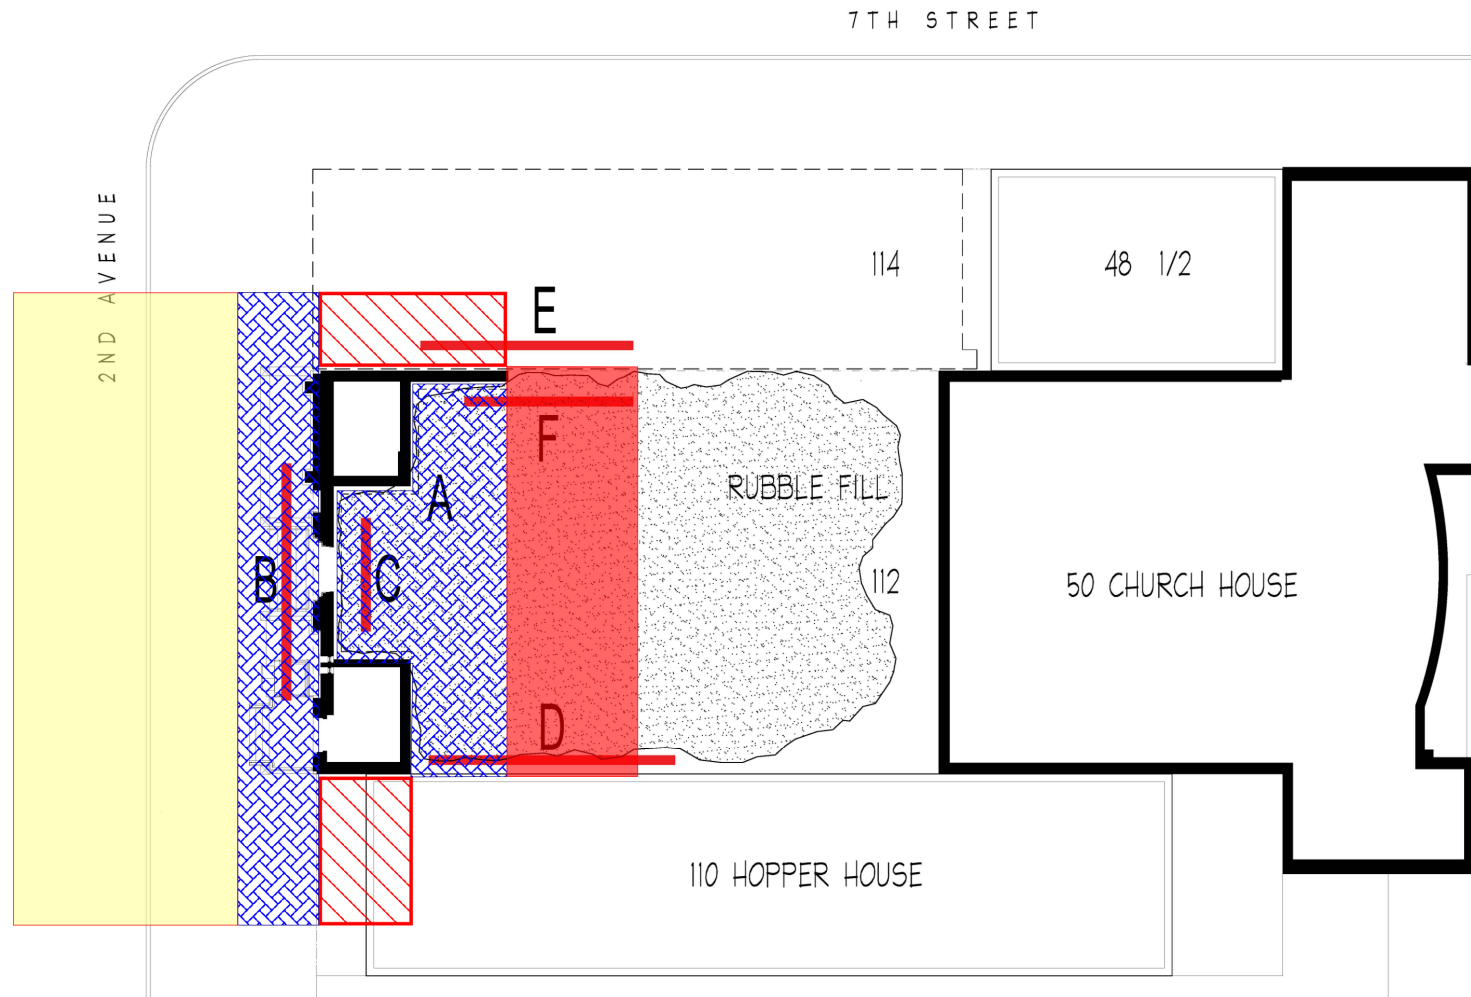 7TH STREET
2ND AVENUE
114
48 1/2
E
F
A
RUBBLE FILL
B
C
112
50 CHURCH HOUSE
D
110 HOPPER HOUSE